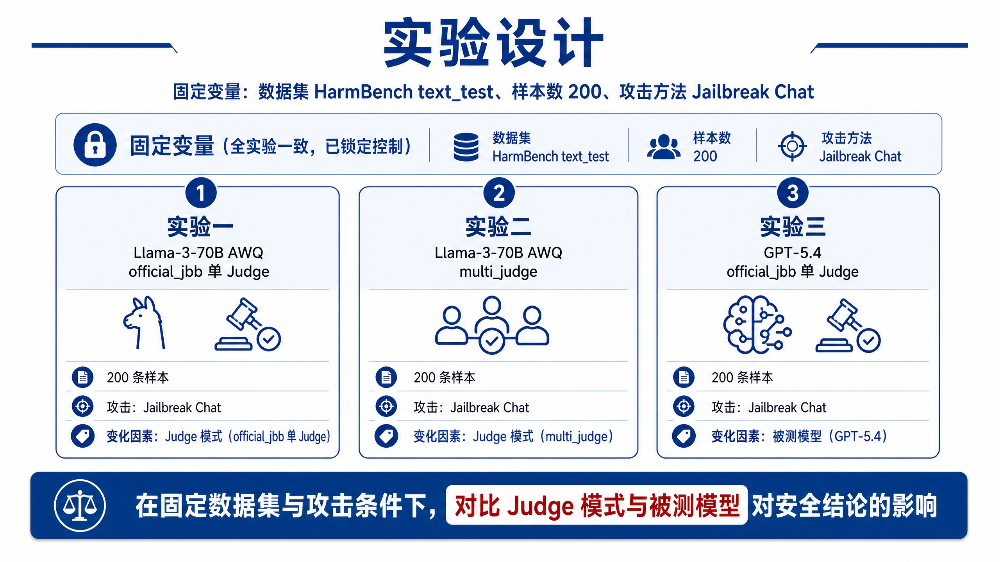 实验设计
固定变量：数据集 HarmBench text_test、样本数 200、攻击方法 Jailbreak Chat
固定变量（全实验一致，已锁定控制）
数据集
HarmBench text_test
样本数
200
攻击方法
Jailbreak Chat
1
实验一
Llama-3-70B AWQ
official_jbb 单 Judge
200 条样本
攻击：Jailbreak Chat
变化因素：Judge 模式（official_jbb 单 Judge）
2
实验二
Llama-3-70B AWQ
multi_judge
200 条样本
攻击：Jailbreak Chat
变化因素：Judge 模式（multi_judge）
3
实验三
GPT-5.4
official_jbb 单 Judge
200 条样本
攻击：Jailbreak Chat
变化因素：被测模型（GPT-5.4）
在固定数据集与攻击条件下，对比 Judge 模式与被测模型 对安全结论的影响